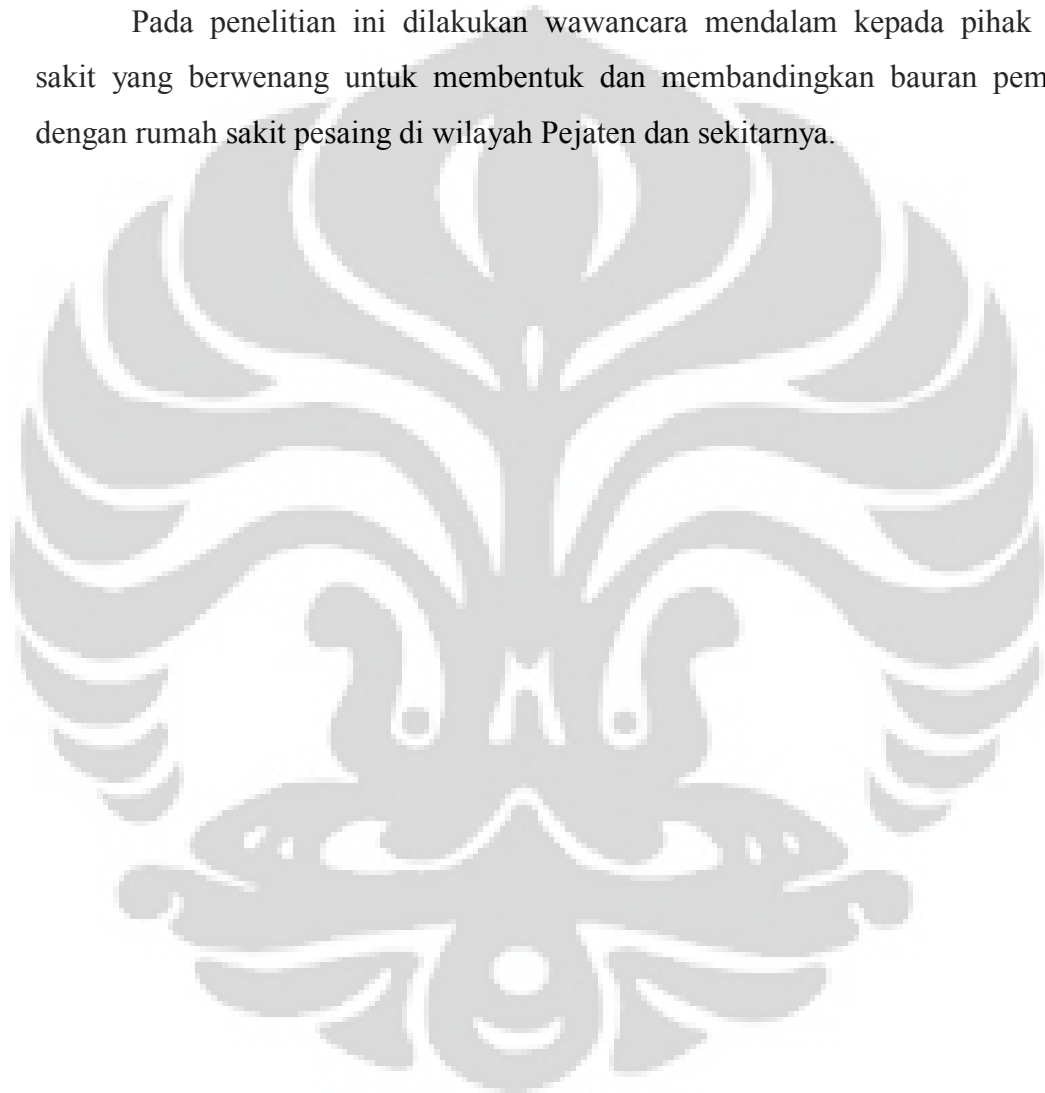 Pada penelitian ini dilakukan wawancara mendalam kepada pihak
sakit yang berwenang untuk membentuk dan membandingkan bauran
dengan rumah sakit pesaing di wilayah Pejaten dan sekitarnya.